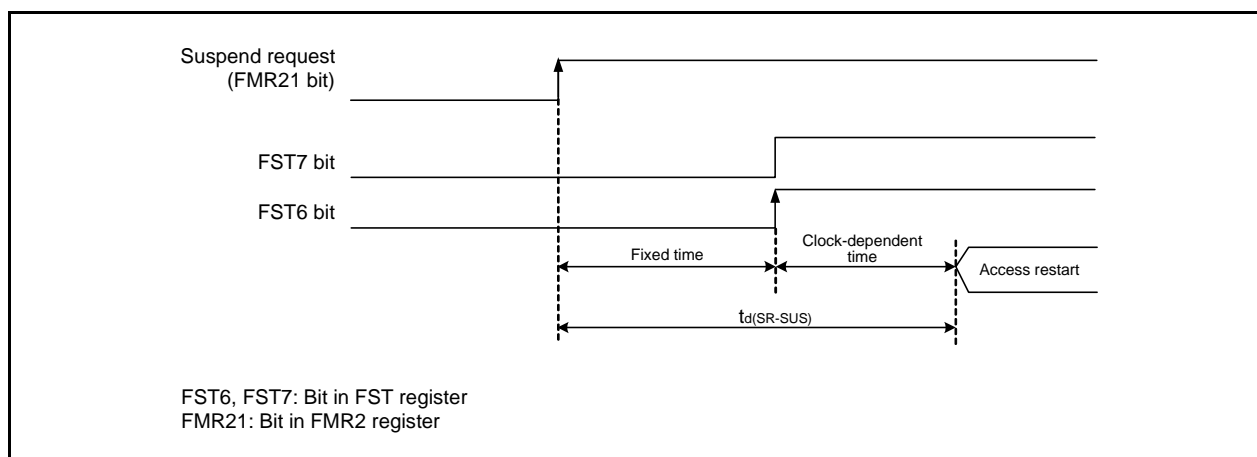 Suspend request
(FMR21 bit)
FST7 bit
FST6 bit
Fixed time
Clock-dependent
time
Access restart
td(SR-SUS)
FST6, FST7: Bit in FST register
FMR21: Bit in FMR2 register